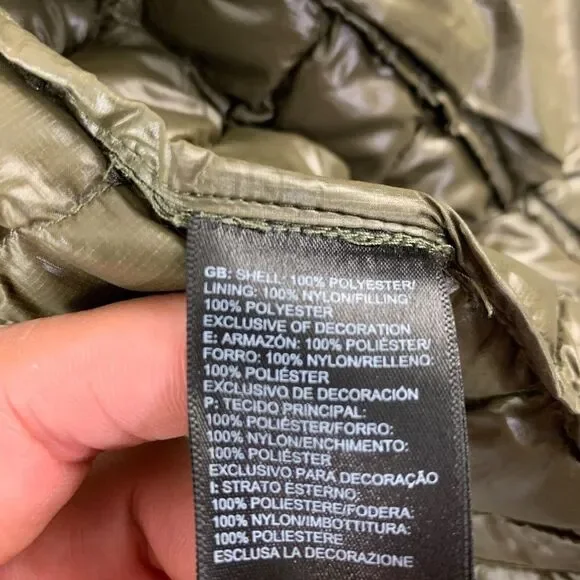 GB: SHELL: 100% POLYESTER/
LINING: 100% NYLON/FILLING:
100% POLYESTER
EXCLUSIVE OF DECORATION
E: ARMAZÓN: 100% POLIÉSTER/
FORRO: 100% NYLON/RELLENO:
100% POLIÉSTER
EXCLUSIVO DE DECORACIÓN
P: TECIDO PRINCIPAL:
100% POLIÉSTER/FORRO:
100% NYLON/ENCHIMENTO:
100% POLIÉSTER
EXCLUSIVO PARA DECORAÇÃO
I: STRATO ESTERNO:
100% POLIESTERE/FODERA:
100% NYLON/IMBOTTITURA:
100% POLIESTERE
ESCLUSA LA DECORAZIONE